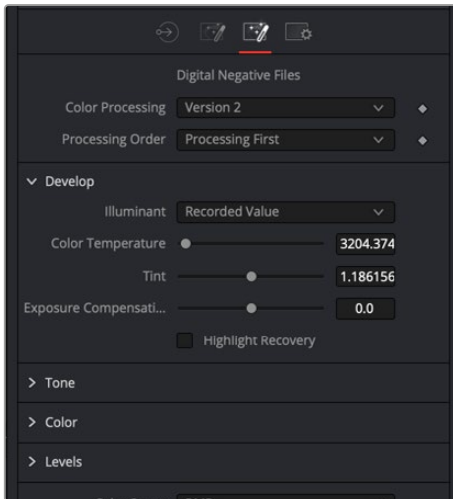 Digital Negative Files
Color Processing Version 2
Processing Order Processing First
Develop
Illuminant Recorded Value
Color Temperature 3204.374
Tint 1.186156
Exposure Compensati... 0.0
Highlight Recovery
Tone
Color
Levels